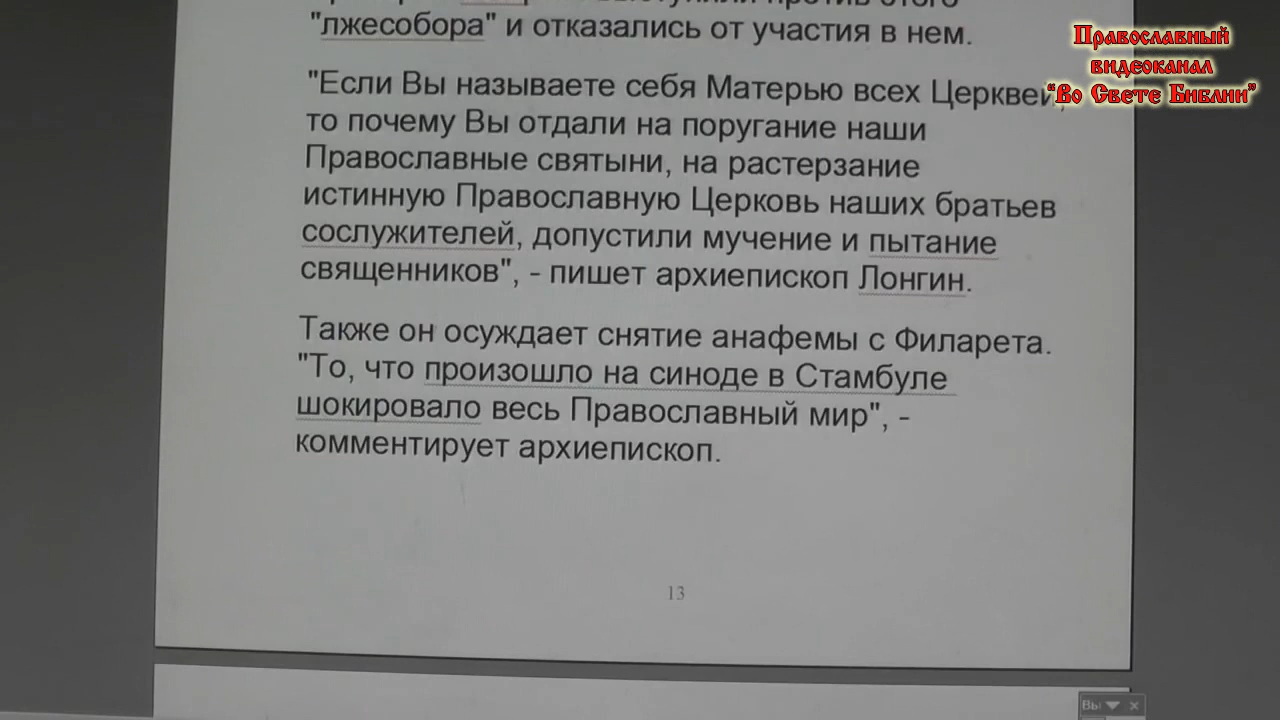 "лжесобора" и отказались от участия в нем.
"Если Вы называете себя Матерью всех Церквей,
то почему Вы отдали на поругание наши
Православные святыни, на растерзание
истинную Православную Церковь наших братьев
сослужителей, допустили мучение и пытание
священников", - пишет архиепископ Лонгин.
Также он осуждает снятие анафемы с Филарета.
"То, что произошло на синоде в Стамбуле
шокировало весь Православный мир", -
комментирует архиепископ.
13
Православный
видеоканал
"Во Свете Библии"
Вы